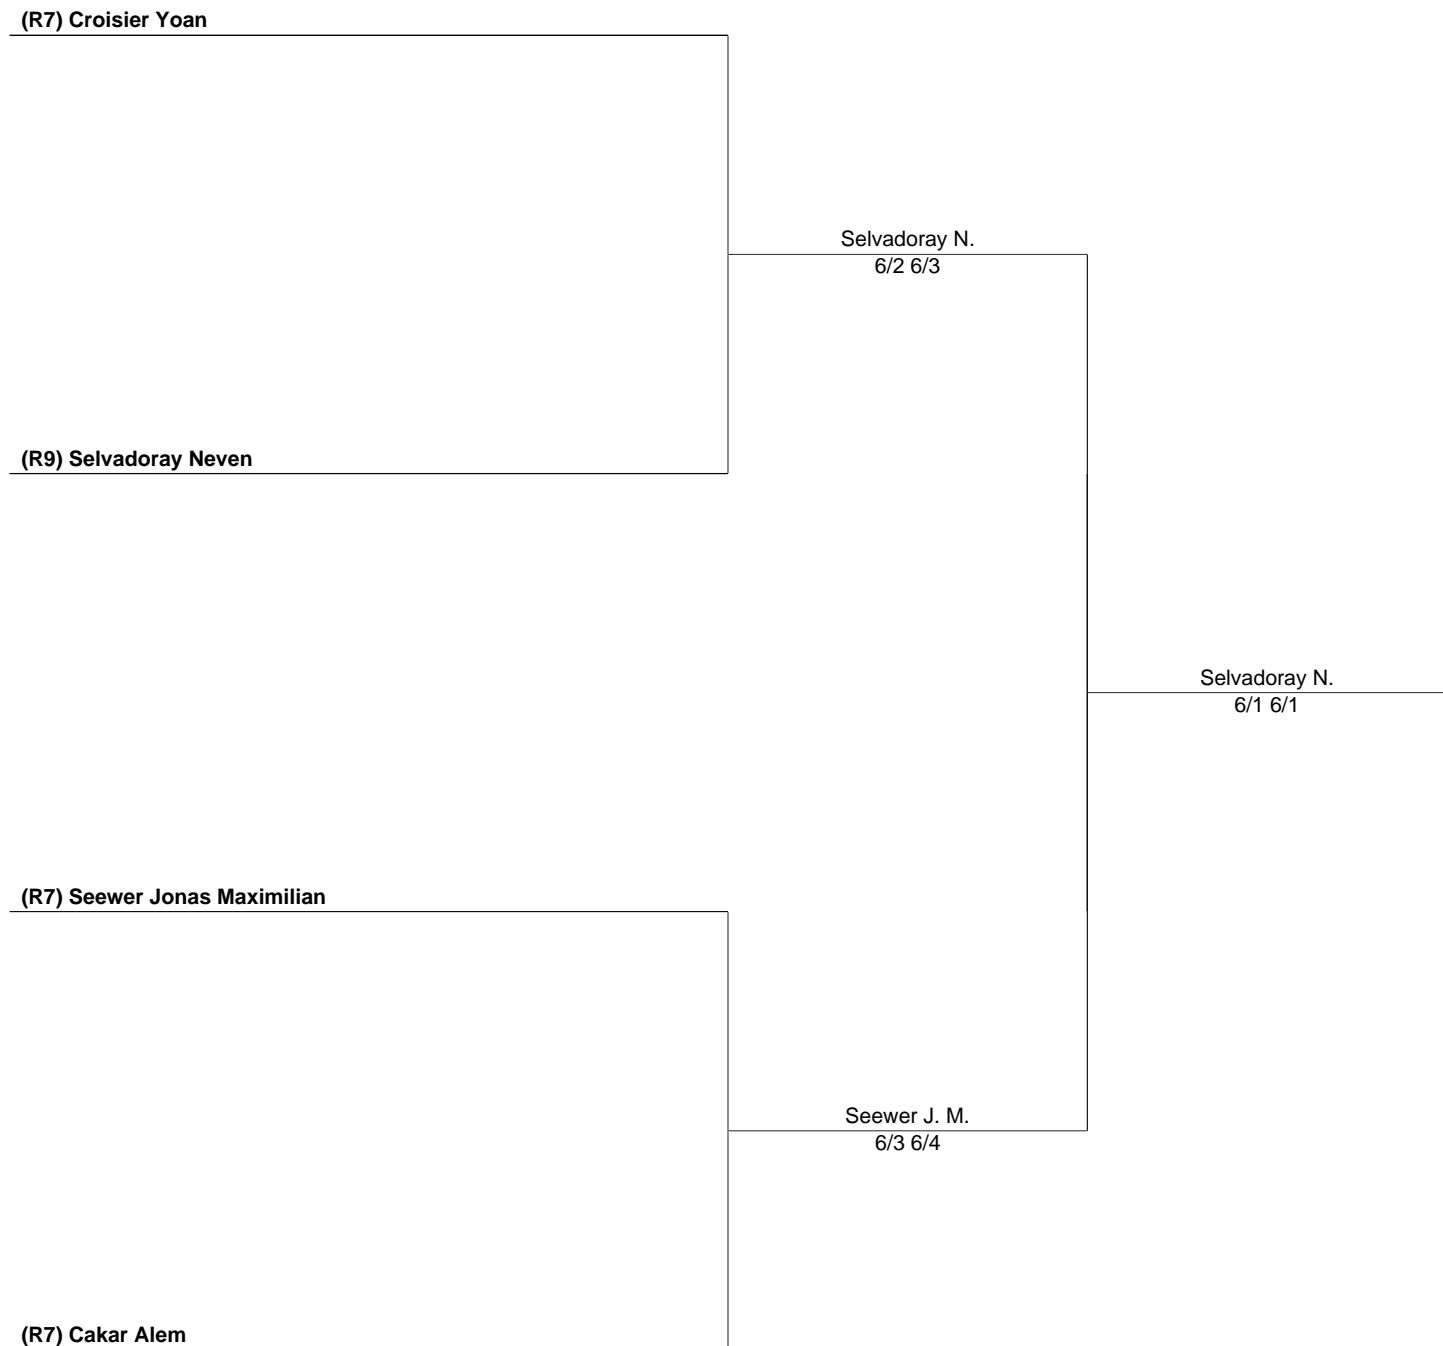 (R7) Croisier Yoan
Selvadoray N.
6/2 6/3
(R9) Selvadoray Neven
Selvadoray N.
6/1 6/1
(R7) Seewer Jonas Maximilian
Seewer J. M.
6/3 6/4
(R7) Cakar Alem